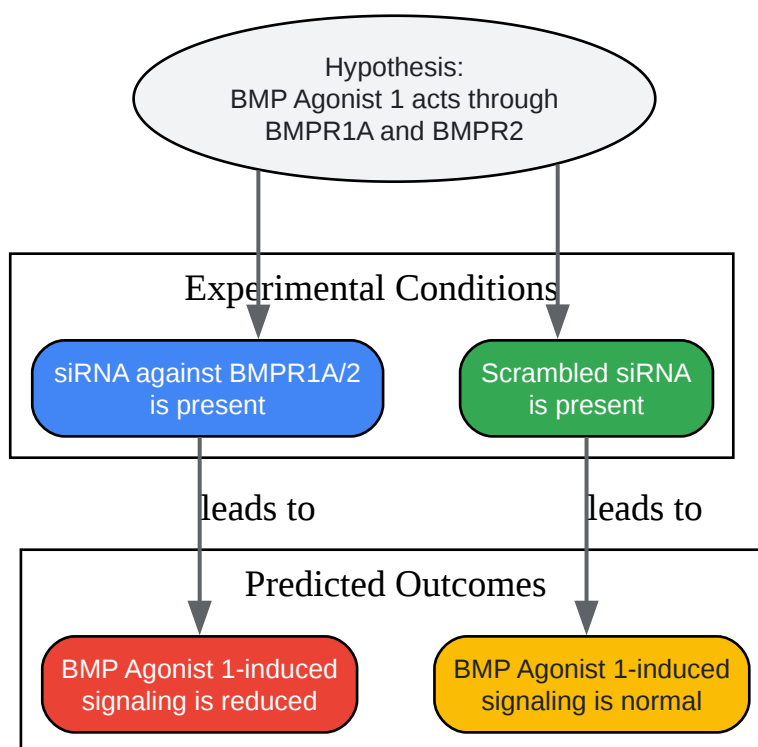 Hypothesis:
BMP Agonist 1 acts through
BMPR1A and BMPR2
Experimental Conditions
siRNA against BMPR1A/2
is present
Scrambled siRNA
is present
leads to
leads to
Predicted Outcomes
BMP Agonist 1-induced
signaling is reduced
BMP Agonist 1-induced
signaling is normal